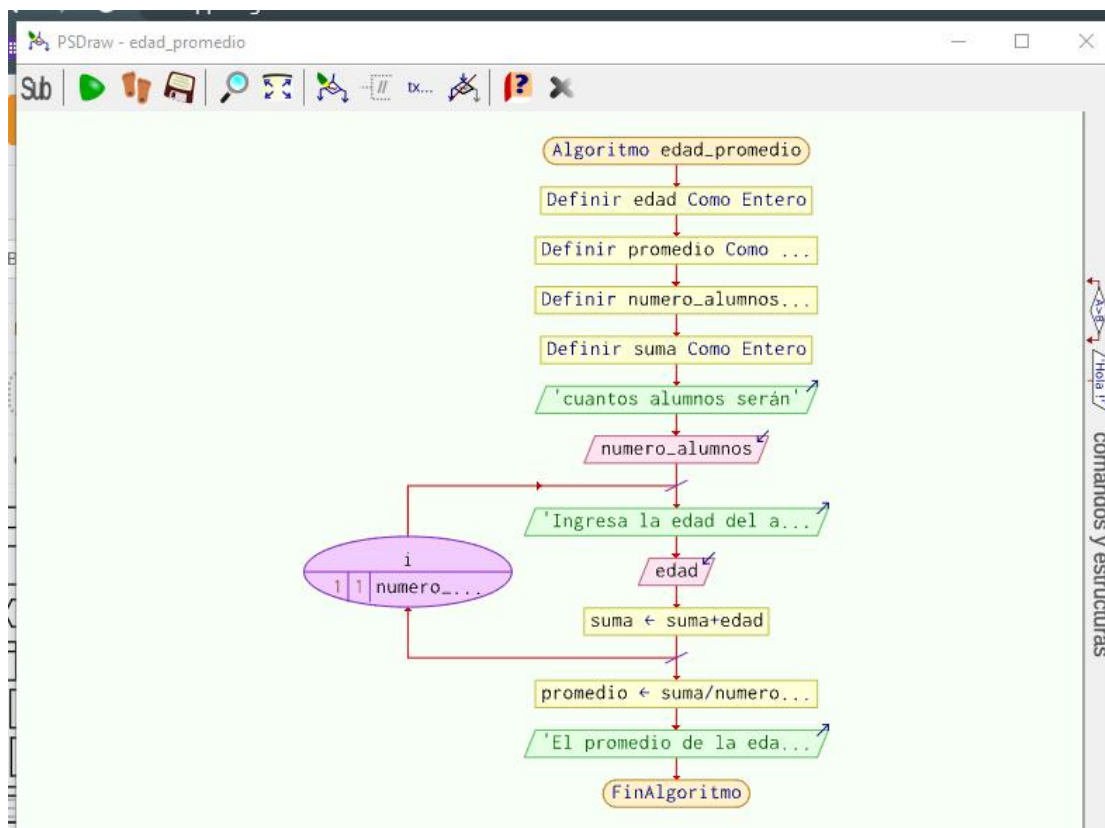 PSDraw - edad_promedio
Sub
tx...
Algoritmo edad_promedio
Definir edad Como Entero
Definir promedio Como ...
Definir numero_alumnos...
Definir suma Como Entero
'cuantos alumnos serán'
numero_alumnos
'Ingresa la edad del a...
i
1 1 numero_...
edad
suma ← suma+edad
promedio ← suma/numero...
'El promedio de la eda...
FinAlgoritmo
A>B
'Hola !'
comandos y estructuras